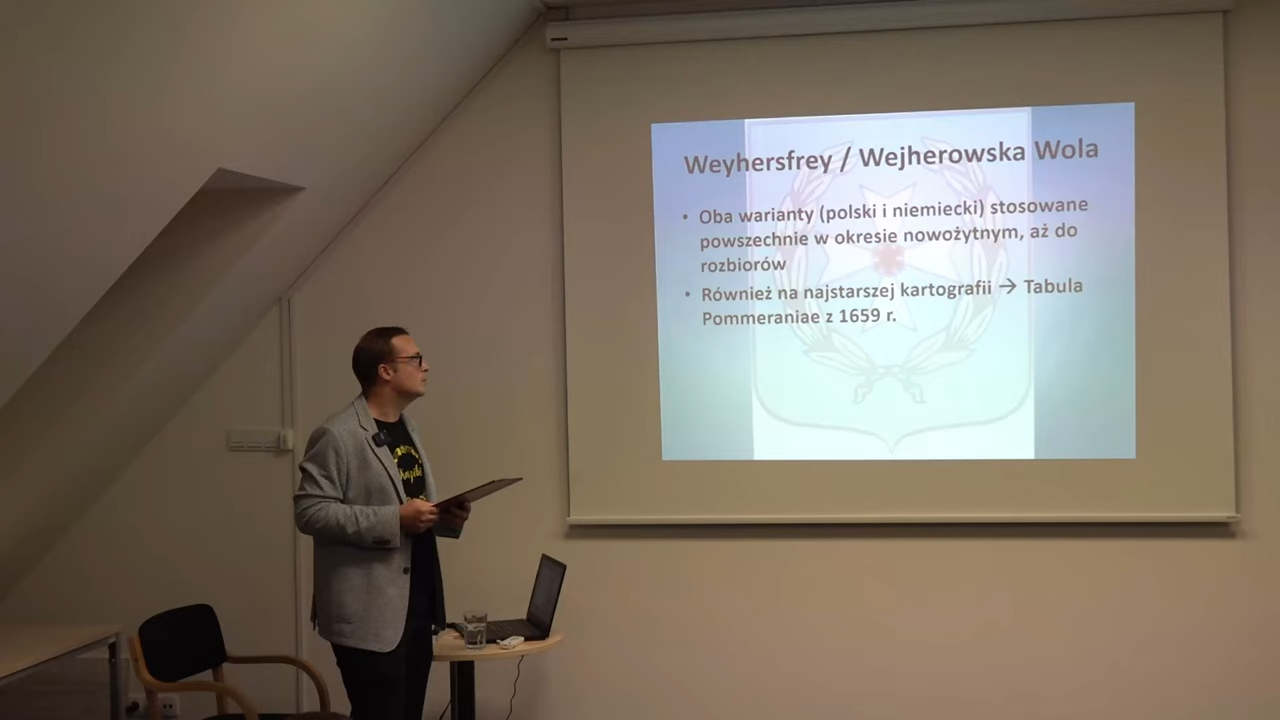 Weyhersfrey / Wejherowska Wola
• Oba warianty (polski i niemiecki) stosowane
powszechnie w okresie nowożytnym, aż do
rozbiorów
• Również na najstarszej kartografii → Tabula
Pommeraniae z 1659 r.